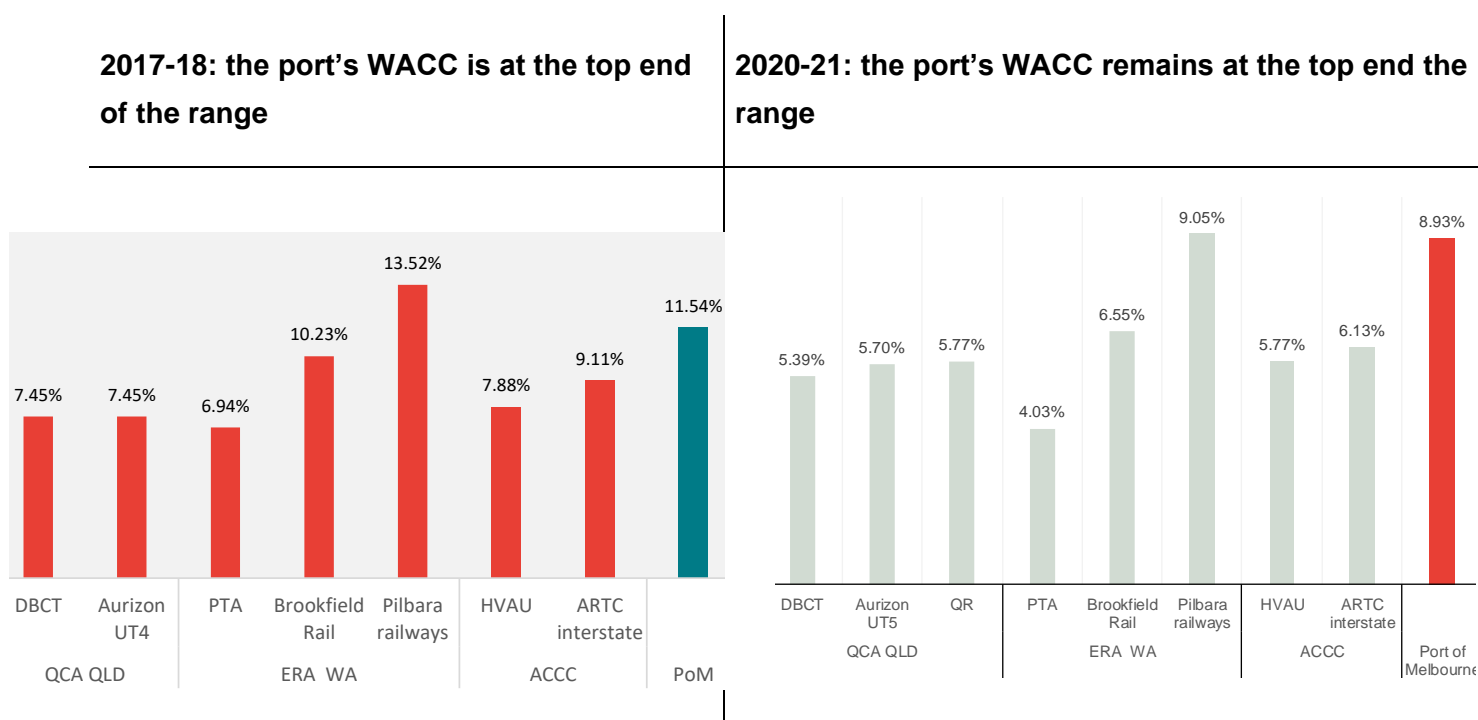 2017-18: the port's WACC is at the top end
of the range
2020-21: the port's WACC remains at the top end the
range
13.52%
11.54%
10.23%
9.11%
7.88%
7.45%
7.45%
6.94%
DBCT
Aurizon
UT4
PTA
Brookfield
Rail
Pilbara
railways
HVAU
ARTC
interstate
QCA QLD
ERA WA
ACCC
PoM
9.05%
8.93%
6.55%
6.13%
5.39%
5.70%
5.77%
5.77%
4.03%
DBCT
Aurizon
UT5
QR
PTA
Brookfield
Rail
Pilbara
railways
HVAU
ARTC
interstate
QCA QLD
ERA WA
ACCC
Port of
Melbourne